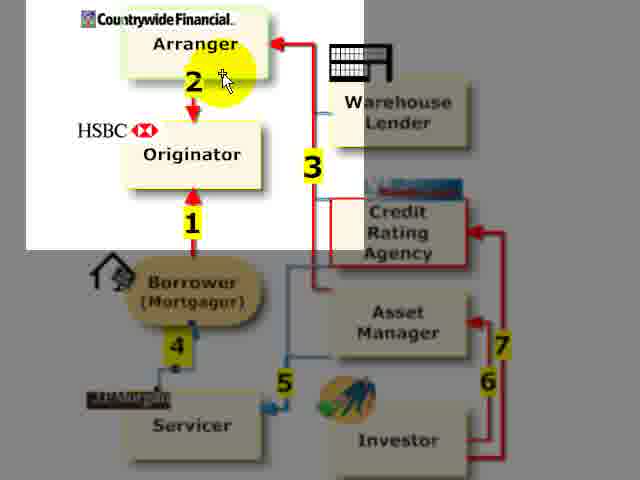 Countrywide Financial
Arranger
2
HSBC
Originator
Warehouse
Lender
3
1
Credit
Rating
Agency
Borrower
(Mortgager)
Asset
Manager
4
7
5
6
Servicer
Investor